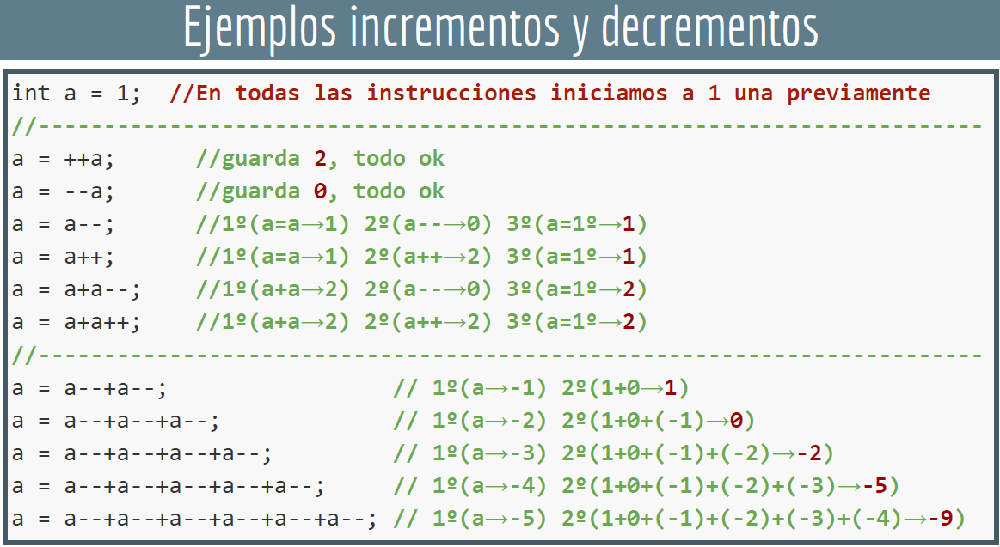 Ejemplos incrementos y decrementos
int a = 1;  //En todas las instrucciones iniciamos a 1 una previamente
//------------------------------------------------------------------------
a = ++a;      //guarda 2, todo ok
a = --a;      //guarda 0, todo ok
a = a--;      //1º(a=a→1) 2º(a--→0) 3º(a=1º→1)
a = a++;      //1º(a=a→1) 2º(a++→2) 3º(a=1º→1)
a = a+a--;    //1º(a+a→2) 2º(a--→0) 3º(a=1º→2)
a = a+a++;    //1º(a+a→2) 2º(a++→2) 3º(a=1º→2)
//------------------------------------------------------------------------
a = a--+a--;                 // 1º(a→-1) 2º(1+0→1)
a = a--+a--+a--;             // 1º(a→-2) 2º(1+0+(-1)→0)
a = a--+a--+a--+a--;         // 1º(a→-3) 2º(1+0+(-1)+(-2)→-2)
a = a--+a--+a--+a--+a--;     // 1º(a→-4) 2º(1+0+(-1)+(-2)+(-3)→-5)
a = a--+a--+a--+a--+a--+a--; // 1º(a→-5) 2º(1+0+(-1)+(-2)+(-3)+(-4)→-9)